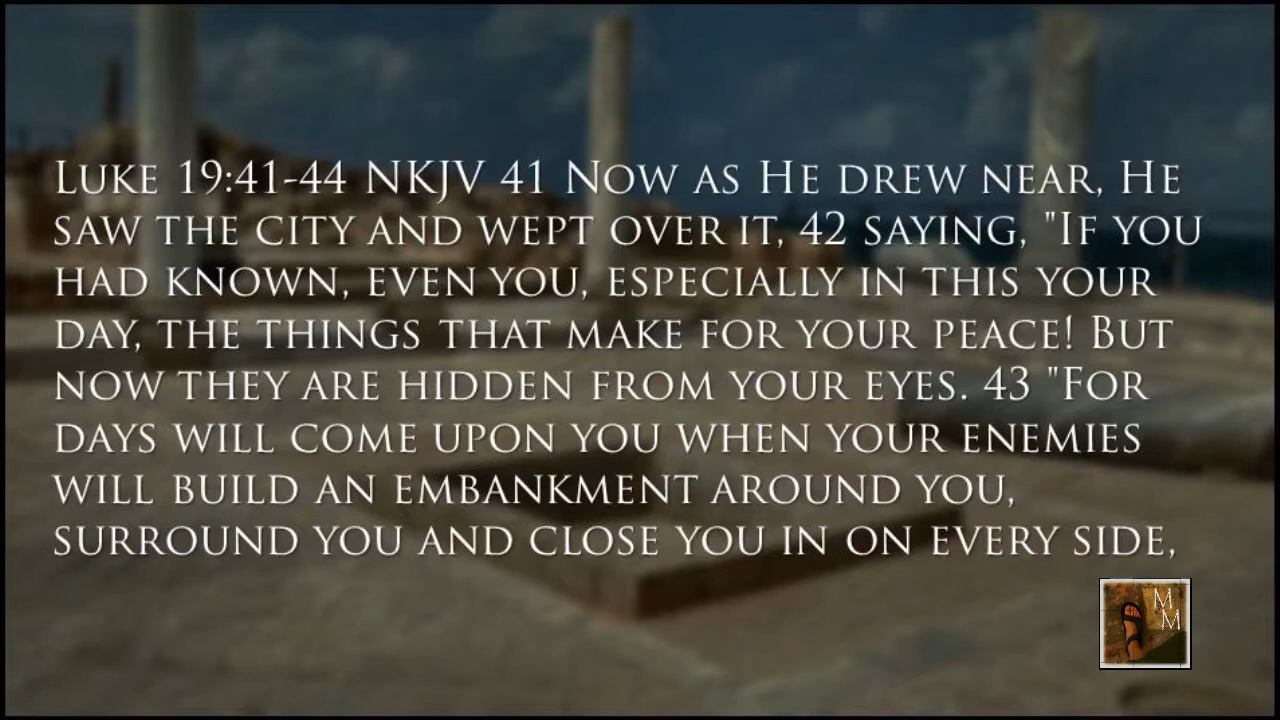 Luke 19:41-44 NKJV 41 Now as He drew near, He
saw the city and wept over it, 42 saying, "If you
had known, even you, especially in this your
day, the things that make for your peace! But
now they are hidden from your eyes. 43 "For
days will come upon you when your enemies
will build an embankment around you,
surround you and close you in on every side,
M
M